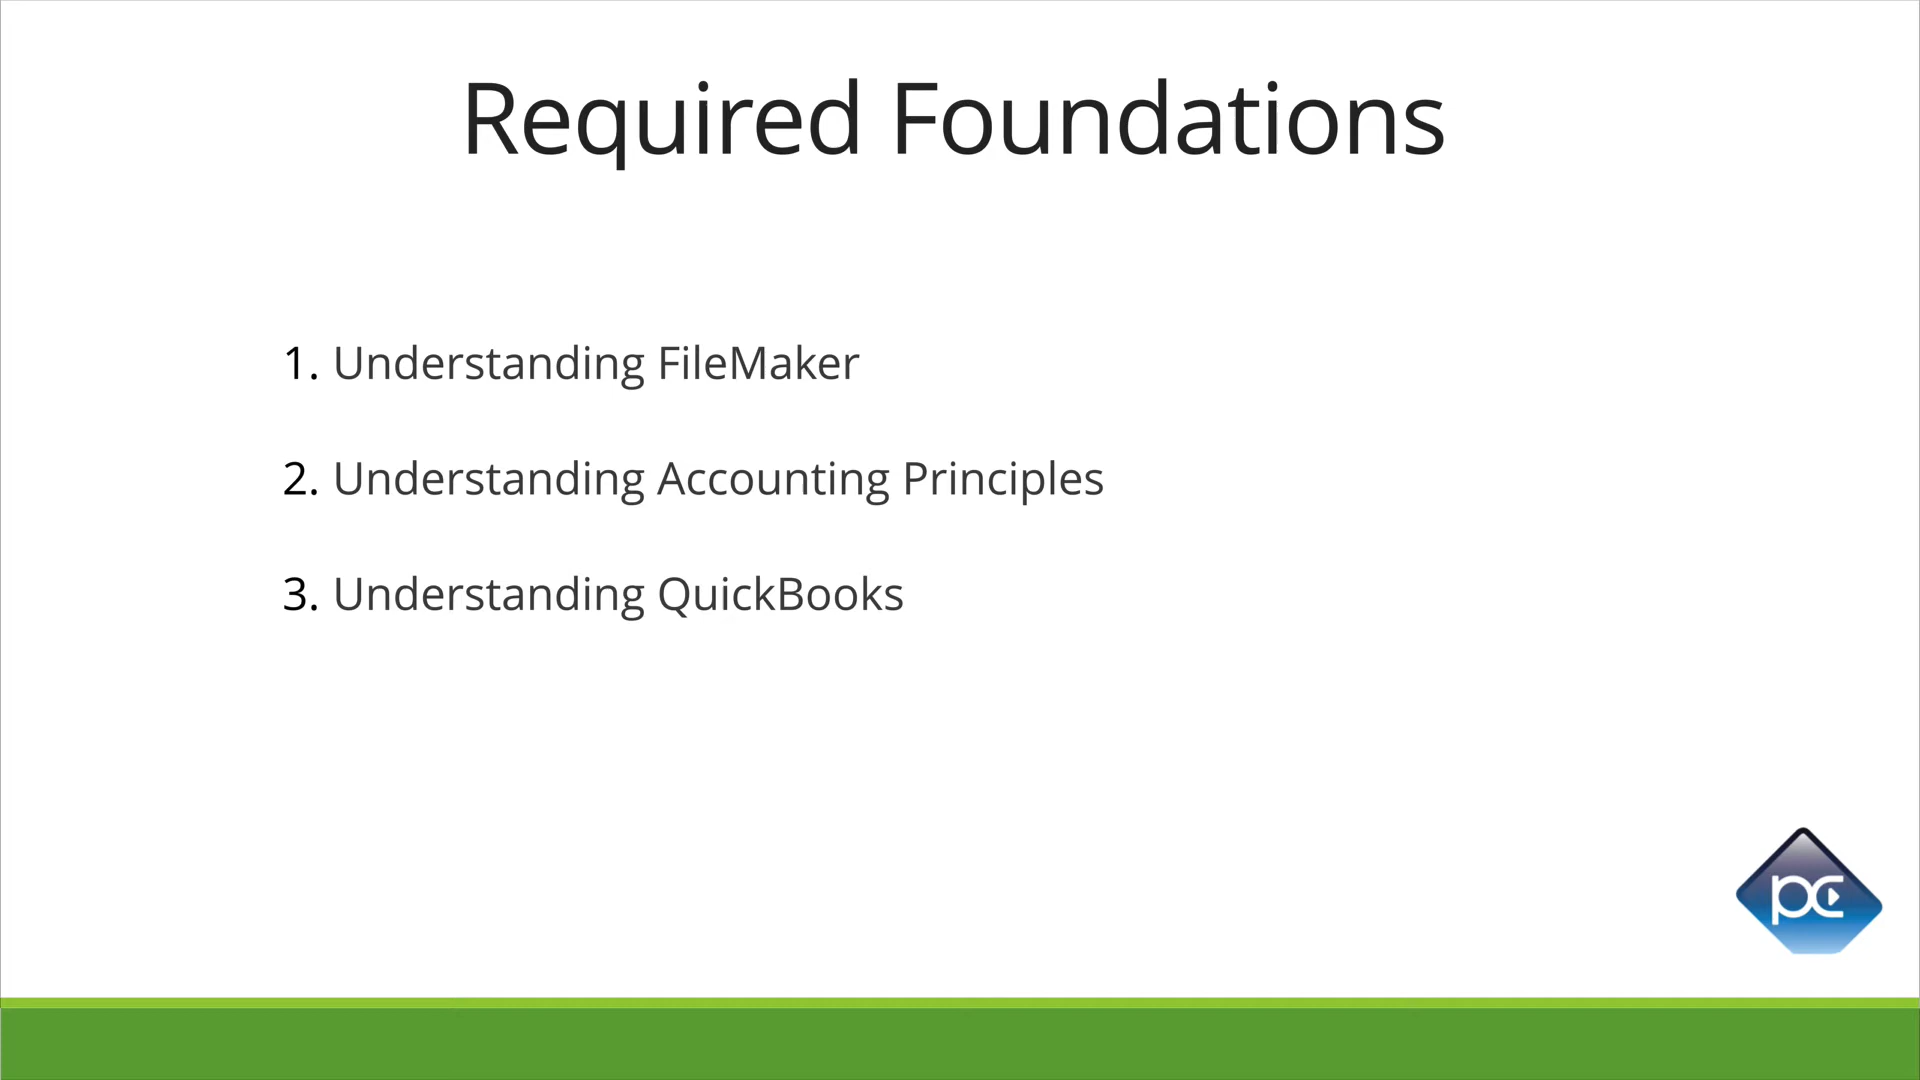 Required Foundations
1. Understanding FileMaker
2. Understanding Accounting Principles
3. Understanding QuickBooks
pc